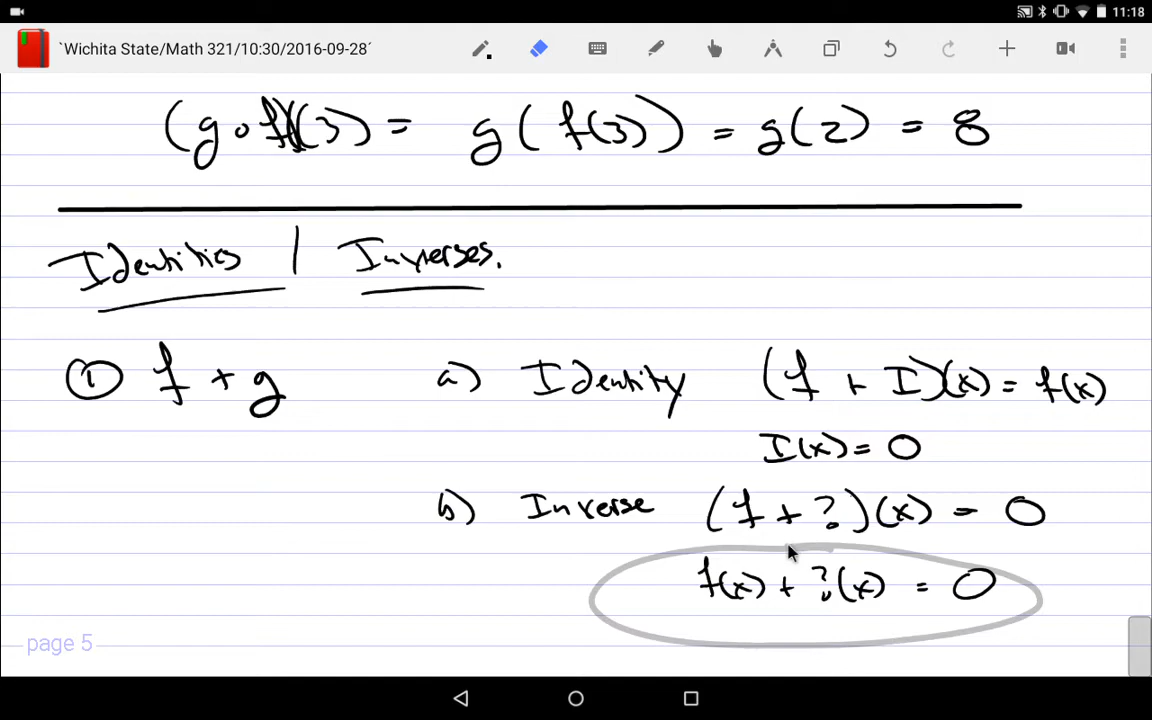 11:18
`Wichita State/Math 321/10:30/2016-09-28´
(g∘f)(3) = g(f(3)) = g(2) = 8
Identities | Inverses.
① f + g a) Identity (f + I)(x) = f(x)
I(x) = 0
b) Inverse (f + ?)(x) = 0
f(x) + ?(x) = 0
page 5